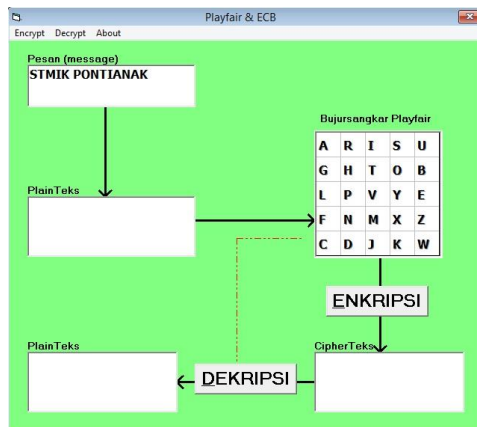 Playfair & ECB
Encrypt Decrypt About
Pesan (message)
STMIK PONTIANAK
Bujursangkar Playfair
A R I S U
G H T O B
L P V Y E
F N M X Z
C D J K W
PlainTeks
ENKRIPSI
PlainTeks
CipherTeks
DEKRIPSI